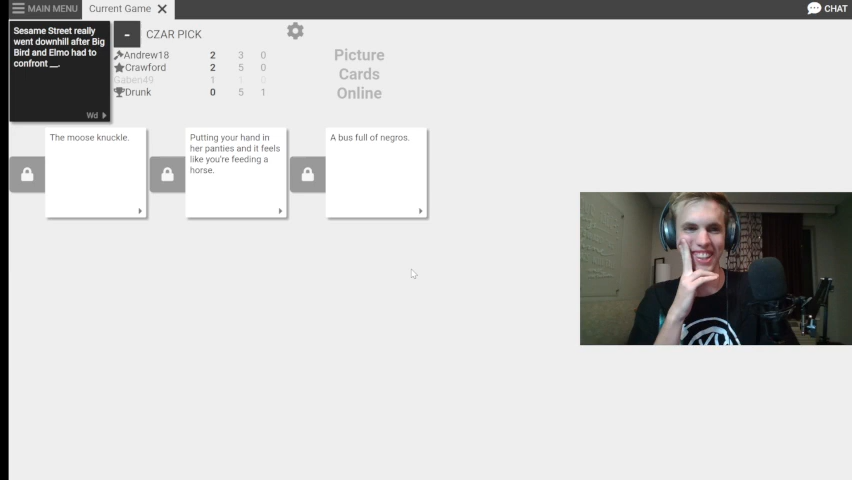 MAIN MENU
Current Game
CHAT
Sesame Street really
went downhill after Big
Bird and Elmo had to
confront __.
Wd
-
CZAR PICK
Andrew18 2 3 0
Crawford 2 5 0
Gaben49 1 1 0
Drunk 0 5 1
Picture
Cards
Online
The moose knuckle.
Putting your hand in
her panties and it feels
like you're feeding a
horse.
A bus full of negros.